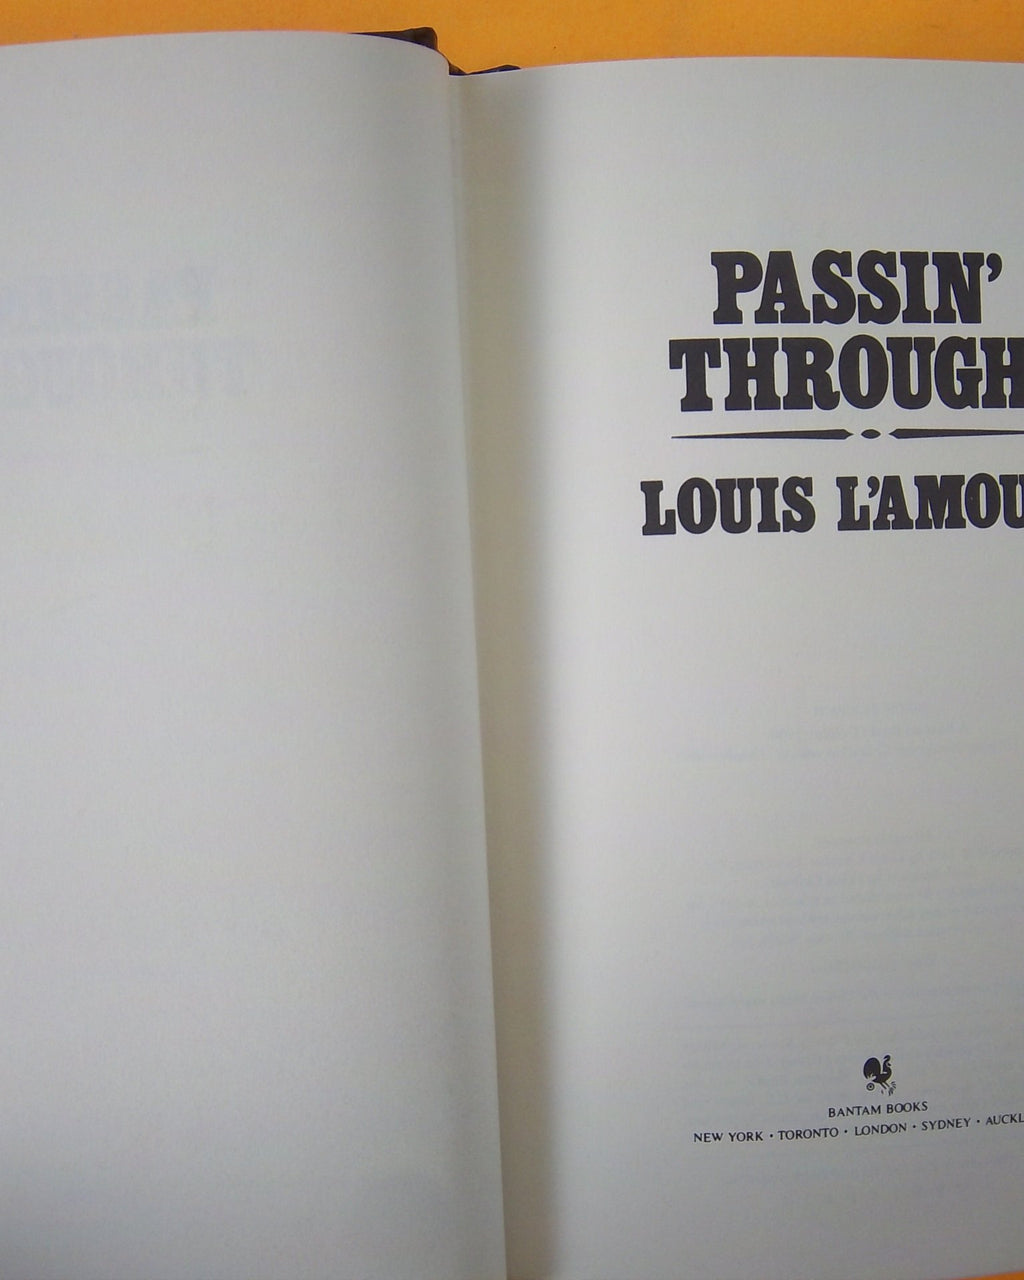 PASSIN'
THROUGH
LOUIS L'AMOU
BANTAM BOOKS
NEW YORK • TORONTO • LONDON • SYDNEY • AUCKL